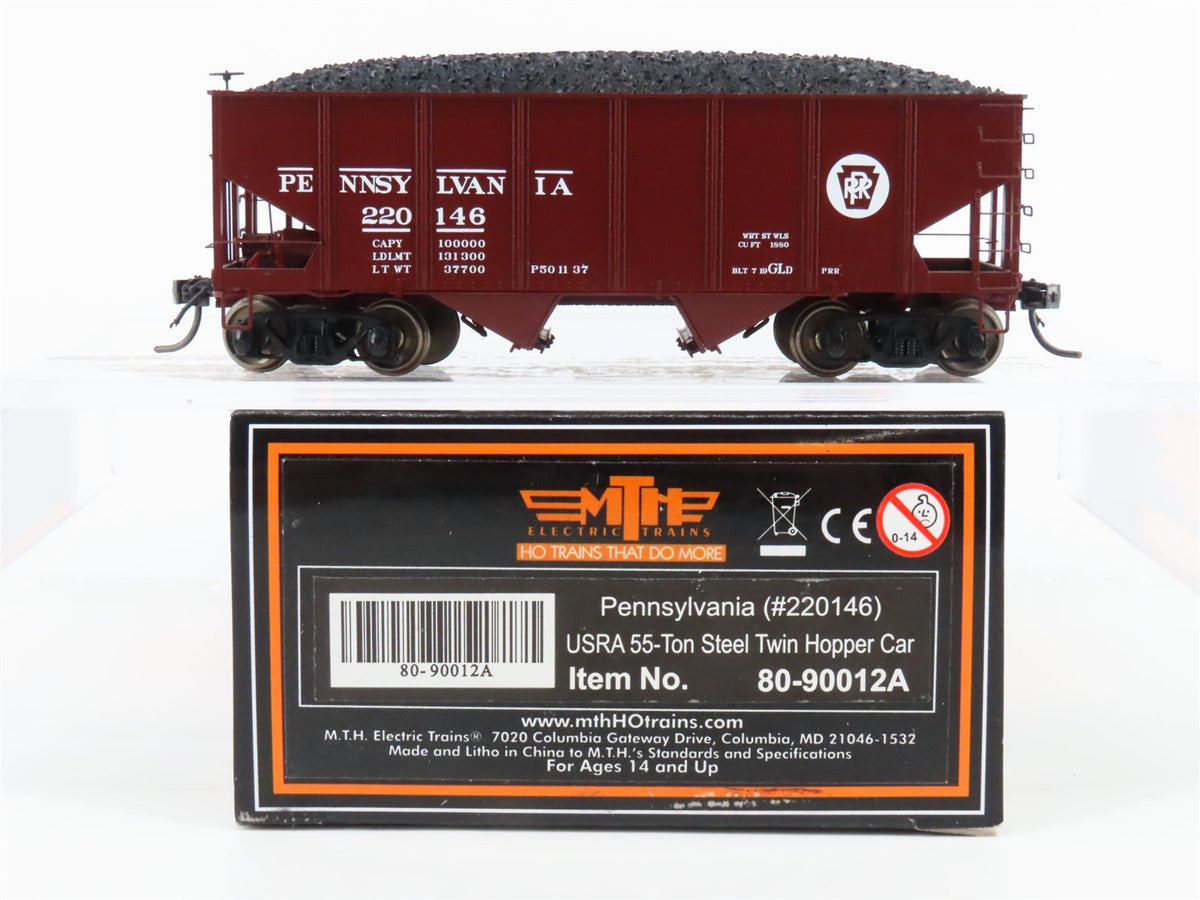 PENNSYLVANIA
220146
CAPY 100000
LDLMT 131300
LT WT 37700
P50 11 37
WRT ST WLS
CU FT 1880
BLT 7 19 GLD PRR
PRR
MTH
ELECTRIC TRAINS
HO TRAINS THAT DO MORE
CE
0-14
80-90012A
Pennsylvania (#220146)
USRA 55-Ton Steel Twin Hopper Car
Item No. 80-90012A
www.mthHOtrains.com
M.T.H. Electric Trains® 7020 Columbia Gateway Drive, Columbia, MD 21046-1532
Made and Litho in China to M.T.H.'s Standards and Specifications
For Ages 14 and Up